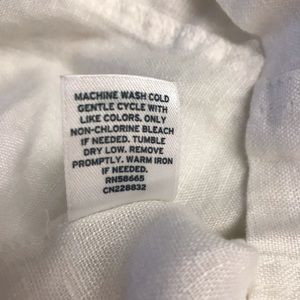 MACHINE WASH COLD
GENTLE CYCLE WITH
LIKE COLORS. ONLY
NON-CHLORINE BLEACH
IF NEEDED. TUMBLE
DRY LOW. REMOVE
PROMPTLY. WARM IRON
IF NEEDED.
RN58665
CN228832